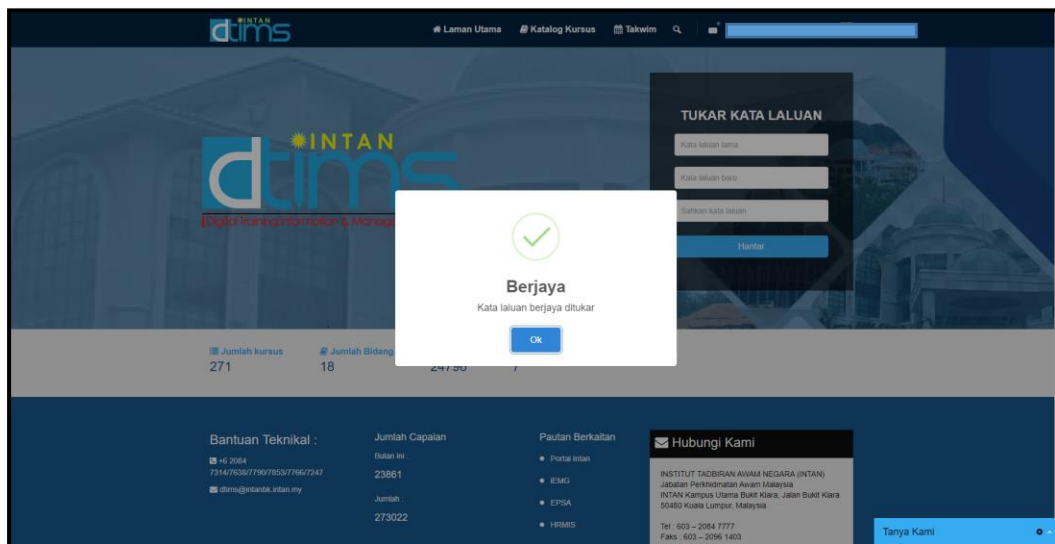 INTAN
dtims
Laman Utama
Katalog Kursus
Takwim
INTAN
dtims
Digital Training Information & Manage
TUKAR KATA LALUAN
Kata laluan lama
Kata laluan baru
Sahkan kata laluan
Hantar
Berjaya
Kata laluan berjaya ditukar
Ok
Jumlah kursus
271
Jumlah Bidang
18
24798
7
Bantuan Teknikal :
+6 2084
7314/7638/7790/7853/7766/7247
dtims@intanbk.intan.my
Jumlah Capaian
Bulan ini :
23861
Jumlah :
273022
Pautan Berkaitan
Portal Intan
IEMG
EPSA
HRMIS
Hubungi Kami
INSTITUT TADBIRAN AWAM NEGARA (INTAN)
Jabatan Perkhidmatan Awam Malaysia
INTAN Kampus Utama Bukit Kiara, Jalan Bukit Kiara
50480 Kuala Lumpur, Malaysia
Tel : 603 – 2084 7777
Faks : 603 – 2096 1403
Tanya Kami